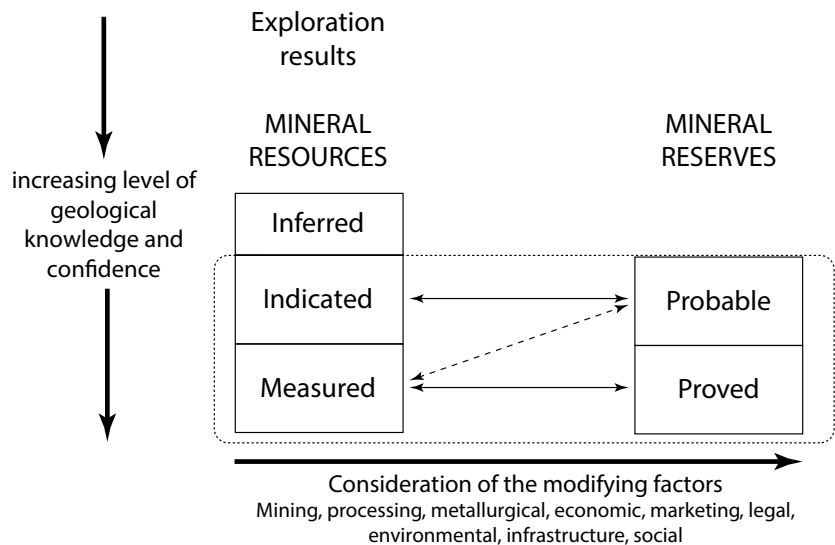 Exploration
results
MINERAL
RESOURCES
MINERAL
RESERVES
increasing level of
geological
knowledge and
confidence
Inferred
Indicated
Probable
Measured
Proved
Consideration of the modifying factors
Mining, processing, metallurgical, economic, marketing, legal,
environmental, infrastructure, social